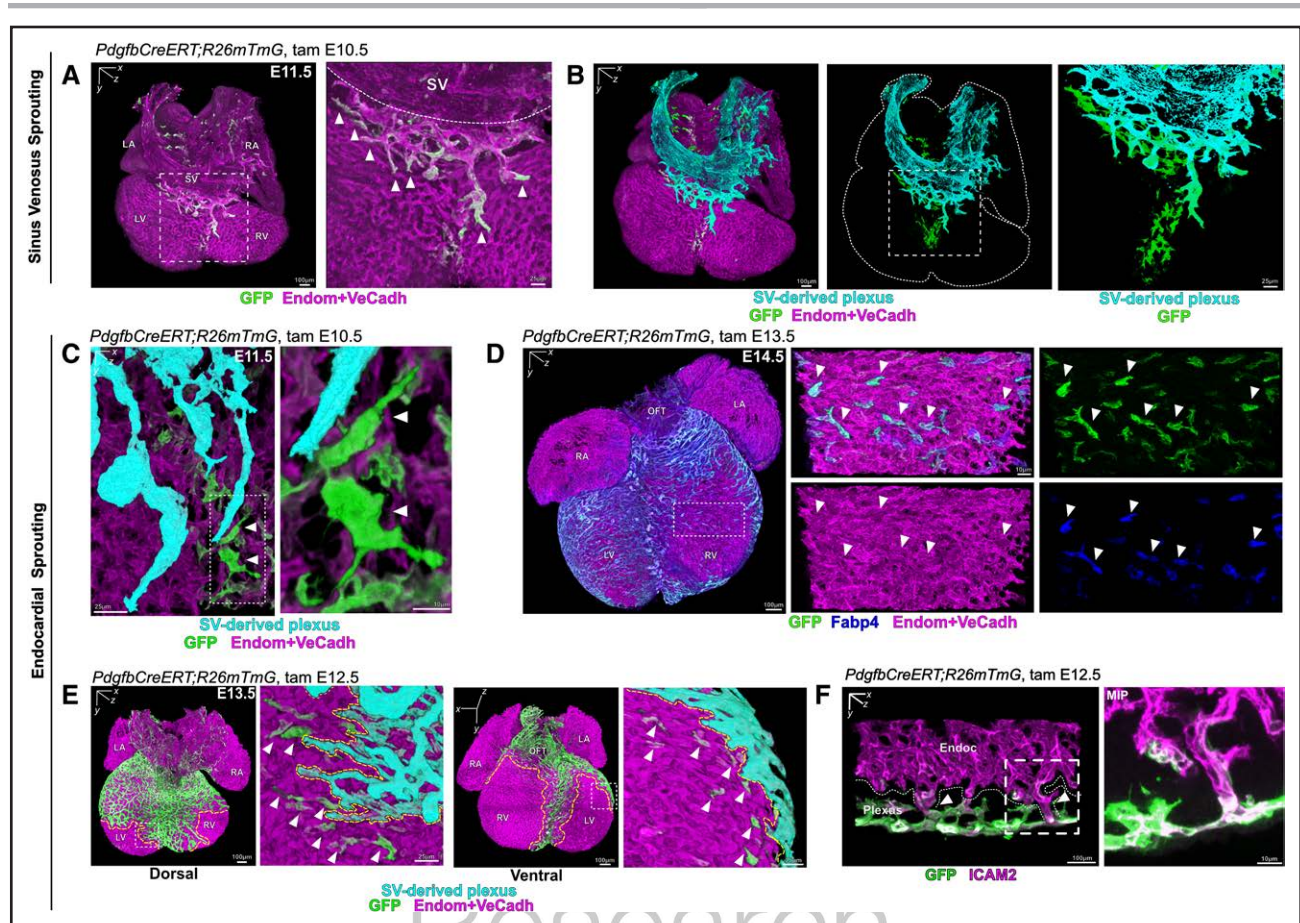 Sinus Venosus Sprouting
PdgfbCreERT;R26mTmG, tam E10.5
A
x
z
y
E11.5
LA
RA
SV
LV
RV
100μm
SV
25μm
GFP Endom+VeCadh
B
x
z
y
100μm
100μm
25μm
SV-derived plexus
GFP Endom+VeCadh
SV-derived plexus
GFP
Endocardial Sprouting
PdgfbCreERT;R26mTmG, tam E10.5
C
x
z
y
E11.5
25μm
10μm
SV-derived plexus
GFP Endom+VeCadh
PdgfbCreERT;R26mTmG, tam E13.5
D
x
z
y
E14.5
OFT
LA
RA
LV
RV
100μm
10μm
GFP Fabp4 Endom+VeCadh
PdgfbCreERT;R26mTmG, tam E12.5
E
x
z
y
E13.5
LA
RA
LV
RV
100μm
25μm
z
x
y
OFT
LA
RA
RV
LV
100μm
Dorsal
Ventral
SV-derived plexus
GFP Endom+VeCadh
PdgfbCreERT;R26mTmG, tam E12.5
F
x
z
y
Endoc
Plexus
100μm
MIP
10μm
GFP ICAM2